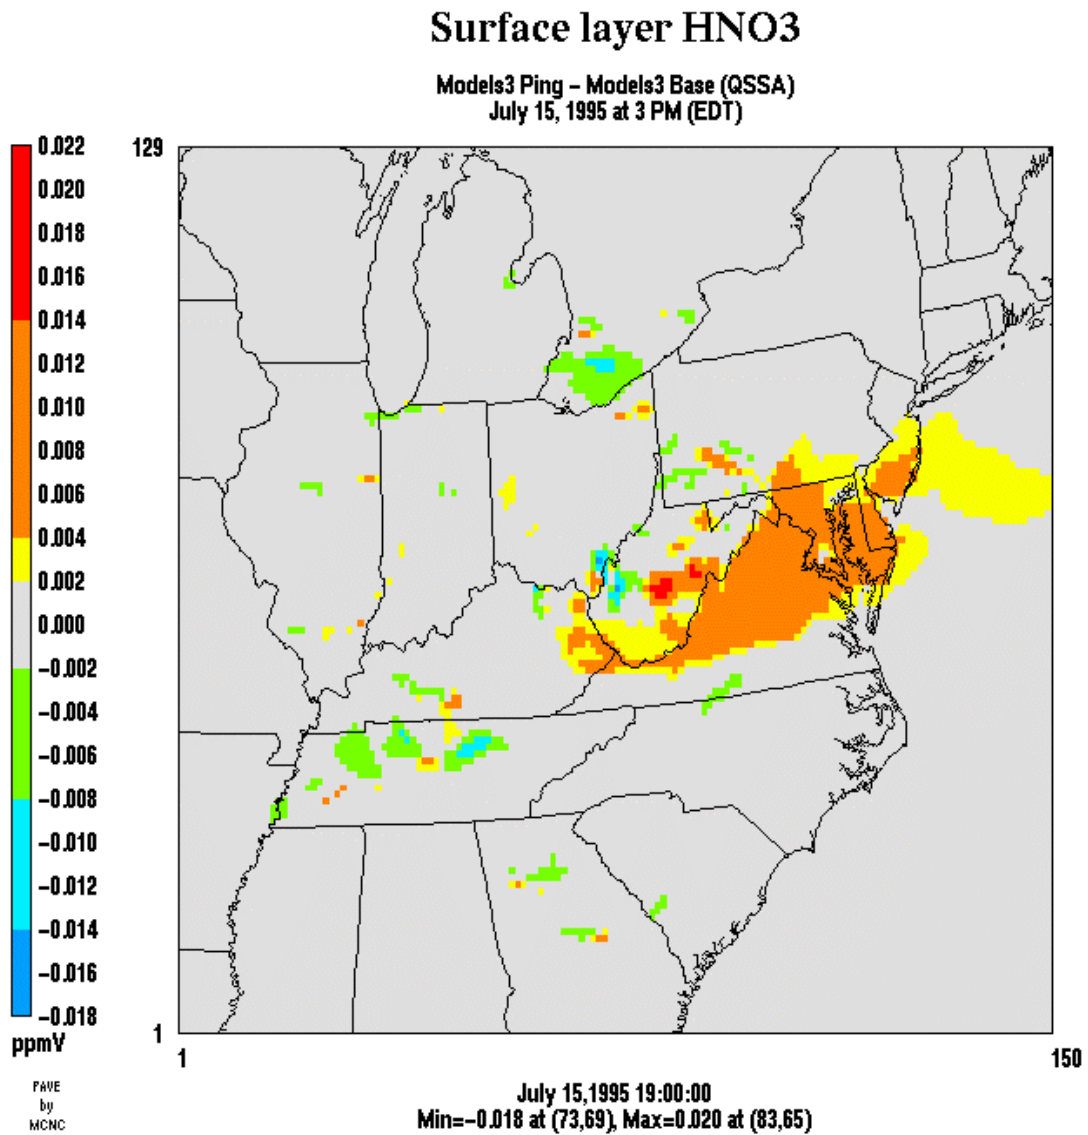 Surface layer HNO3
Models3 Ping – Models3 Base (QSSA)
July 15, 1995 at 3 PM (EDT)
0.022
0.020
0.018
0.016
0.014
0.012
0.010
0.008
0.006
0.004
0.002
0.000
−0.002
−0.004
−0.006
−0.008
−0.010
−0.012
−0.014
−0.016
−0.018
ppmV
PAVE
by
MCNC
129
1
1
150
July 15,1995 19:00:00
Min=−0.018 at (73,69), Max=0.020 at (83,65)